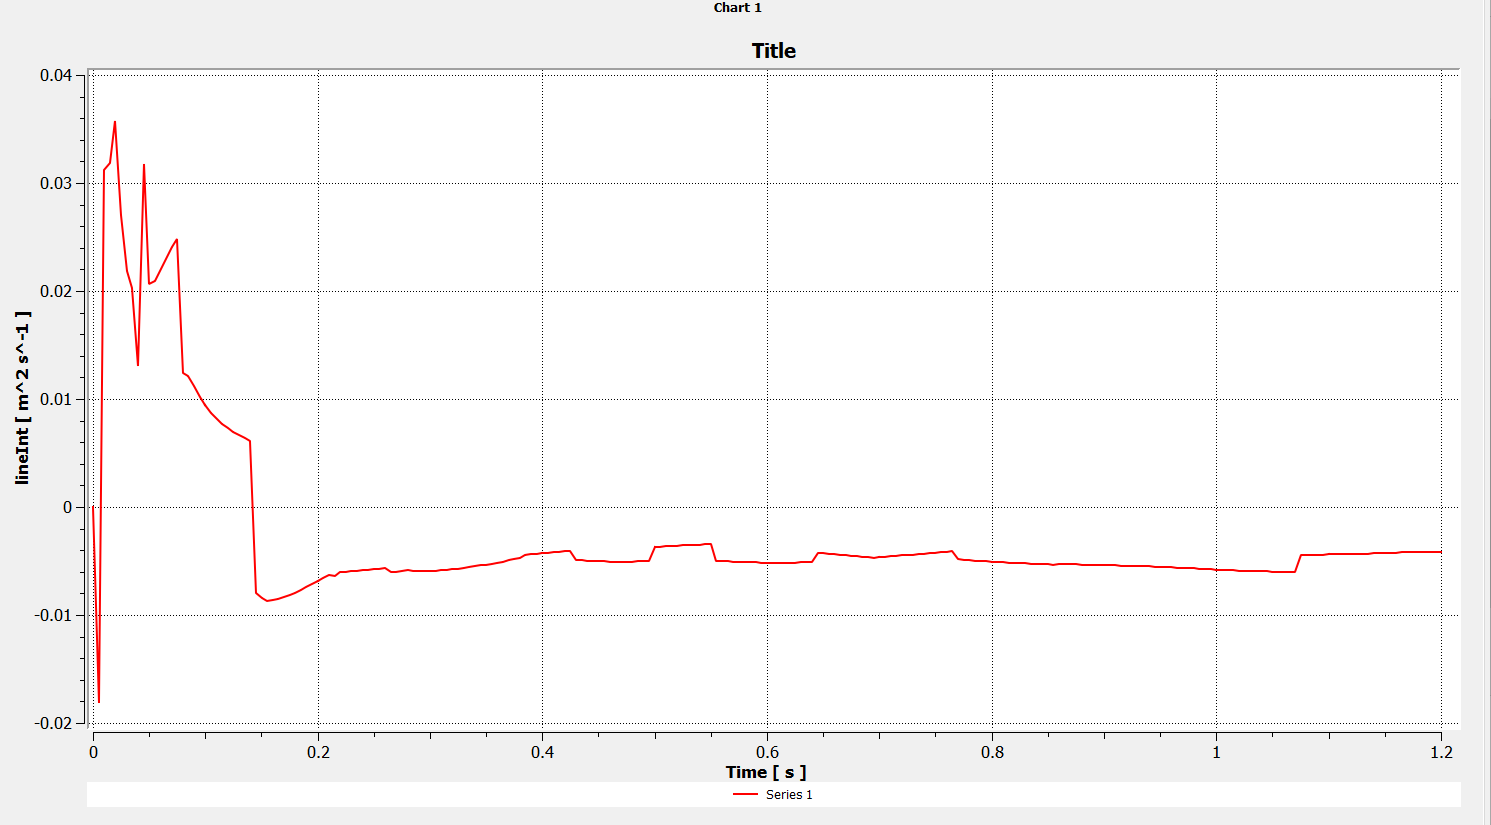 Chart 1
Title
0.04
0.03
0.02
0.01
0
-0.01
-0.02
lineInt [ m^2 s^-1 ]
0 0.2 0.4 0.6 0.8 1 1.2
Time [ s ]
Series 1